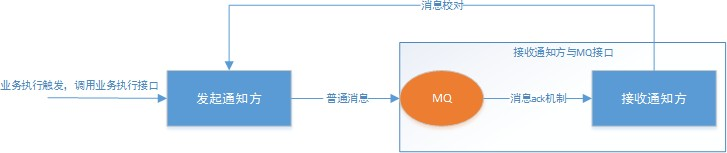 消息校对
接收通知方与MQ接口
业务执行触发，调用业务执行接口
发起通知方
普通消息
MQ
消息ack机制
接收通知方